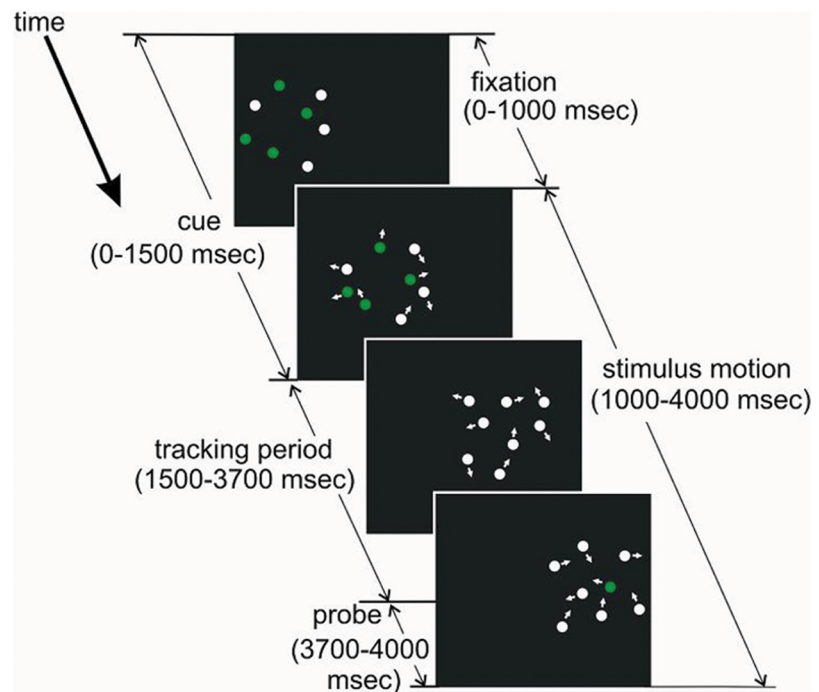 time
fixation
(0-1000 msec)
cue
(0-1500 msec)
stimulus motion
(1000-4000 msec)
tracking period
(1500-3700 msec)
probe
(3700-4000
msec)